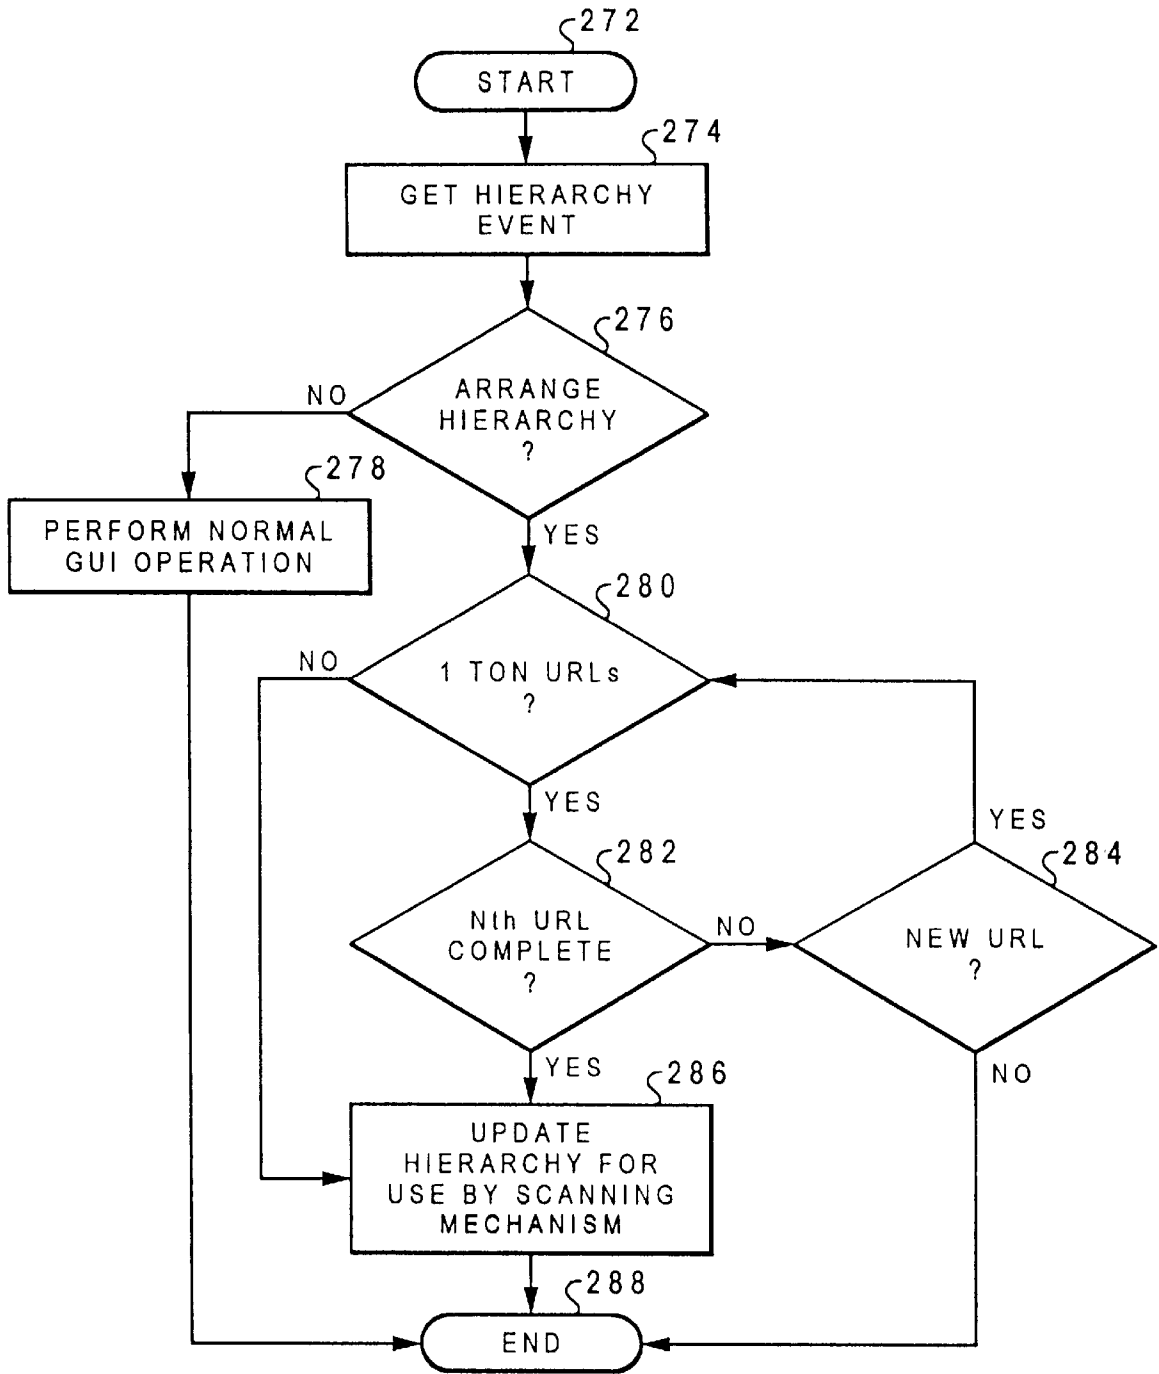 272
START
274
GET HIERARCHY
EVENT
276
ARRANGE
HIERARCHY
?
NO
YES
278
PERFORM NORMAL
GUI OPERATION
280
1 TON URLs
?
NO
YES
282
Nth URL
COMPLETE
?
NO
YES
284
NEW URL
?
YES
NO
286
UPDATE
HIERARCHY FOR
USE BY SCANNING
MECHANISM
288
END